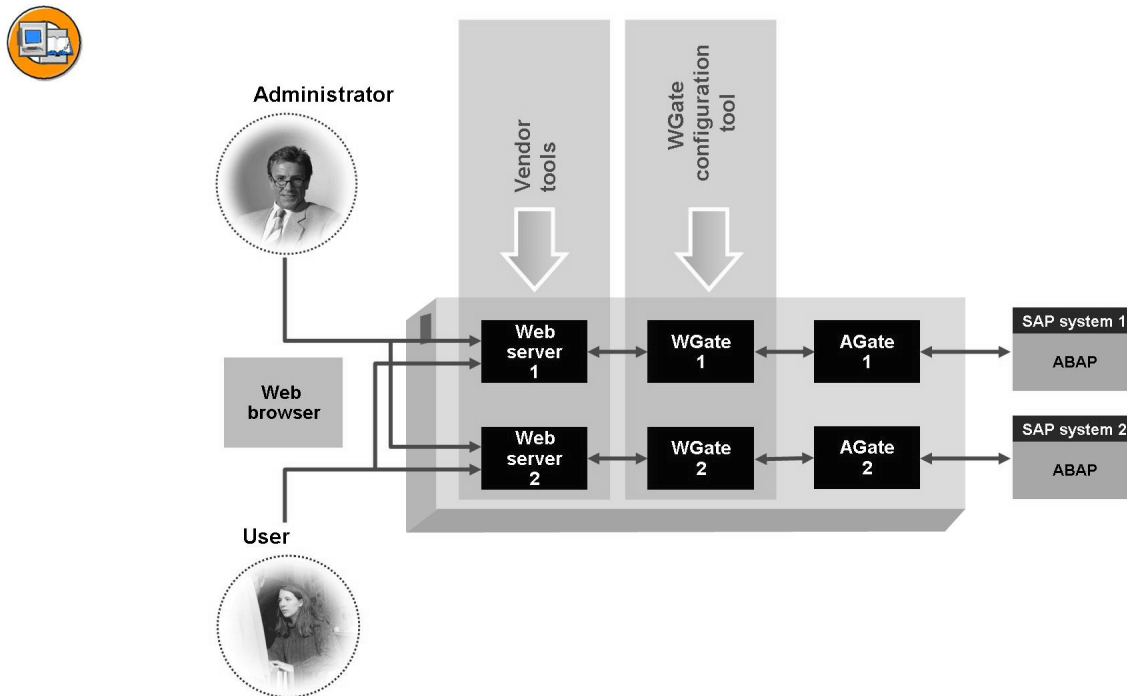 Administrator
Vendor
tools
WGate
configuration
tool
Web
server
1
WGate
1
AGate
1
SAP system 1
ABAP
Web
browser
Web
server
2
WGate
2
AGate
2
SAP system 2
ABAP
User